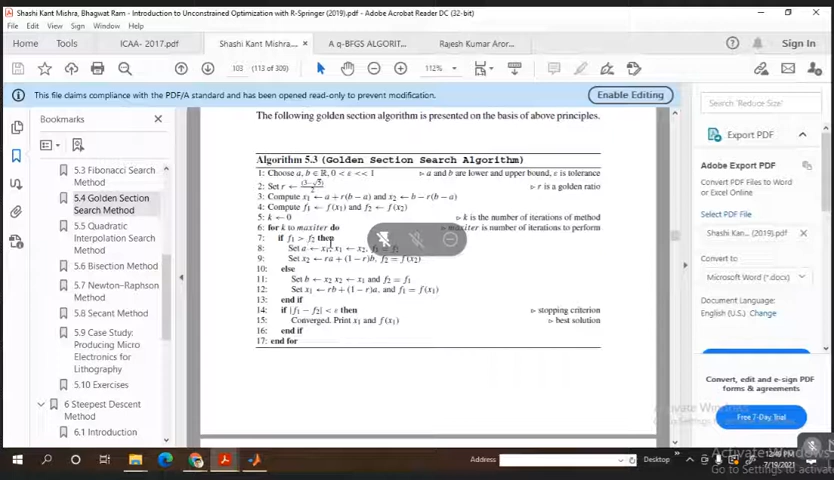 Shashi Kant Mishra, Bhagwat Ram - Introduction to Unconstrained Optimization with R-Springer (2019).pdf - Adobe Acrobat Reader DC (32-bit)
File Edit View Sign Window Help
Home Tools ICAA- 2017.pdf Shashi Kant Mishra,... A q-BFGS ALGORIT... Rajesh Kumar Aror... Sign In
103 (113 of 309) 112%
This file claims compliance with the PDF/A standard and has been opened read-only to prevent modification. Enable Editing
Bookmarks
5.3 Fibonacci Search
Method
5.4 Golden Section
Search Method
5.5 Quadratic
Interpolation Search
Method
5.6 Bisection Method
5.7 Newton–Raphson
Method
5.8 Secant Method
5.9 Case Study:
Producing Micro
Electronics for
Lithography
5.10 Exercises
6 Steepest Descent
Method
6.1 Introduction
The following golden section algorithm is presented on the basis of above principles.
Algorithm 5.3 (Golden Section Search Algorithm)
1: Choose a, b ∈ ℝ, 0 < ε << 1 ▹ a and b are lower and upper bound, ε is tolerance
2: Set r ← (3−√5)/2 ▹ r is a golden ratio
3: Compute x₁ ← a + r(b − a) and x₂ ← b − r(b − a)
4: Compute f₁ ← f(x₁) and f₂ ← f(x₂)
5: k ← 0 ▹ k is the number of iterations of method
6: for k to maxiter do ▹ maxiter is number of iterations to perform
7: if f₁ > f₂ then
8: Set a ← x₁, x₁ ← x₂, f₁ = f₂
9: Set x₂ ← ra + (1 − r)b, f₂ = f(x₂)
10: else
11: Set b ← x₂ x₂ ← x₁ and f₂ = f₁
12: Set x₁ ← rb + (1 − r)a, and f₁ = f(x₁)
13: end if
14: if |f₁ − f₂| < ε then ▹ stopping criterion
15: Converged. Print x₁ and f(x₁) ▹ best solution
16: end if
17: end for
Search 'Reduce Size'
Export PDF
Adobe Export PDF
Convert PDF Files to Word
or Excel Online
Select PDF File
Shashi Kant...on (2019).pdf
Convert to
Microsoft Word (*.docx)
Document Language:
English (U.S.) Change
Convert, edit and e-sign PDF
forms & agreements
Free 7-Day Trial
Activate Windows
Go to Settings to activate Windows.
Address Desktop
12:46 PM
7/19/2021